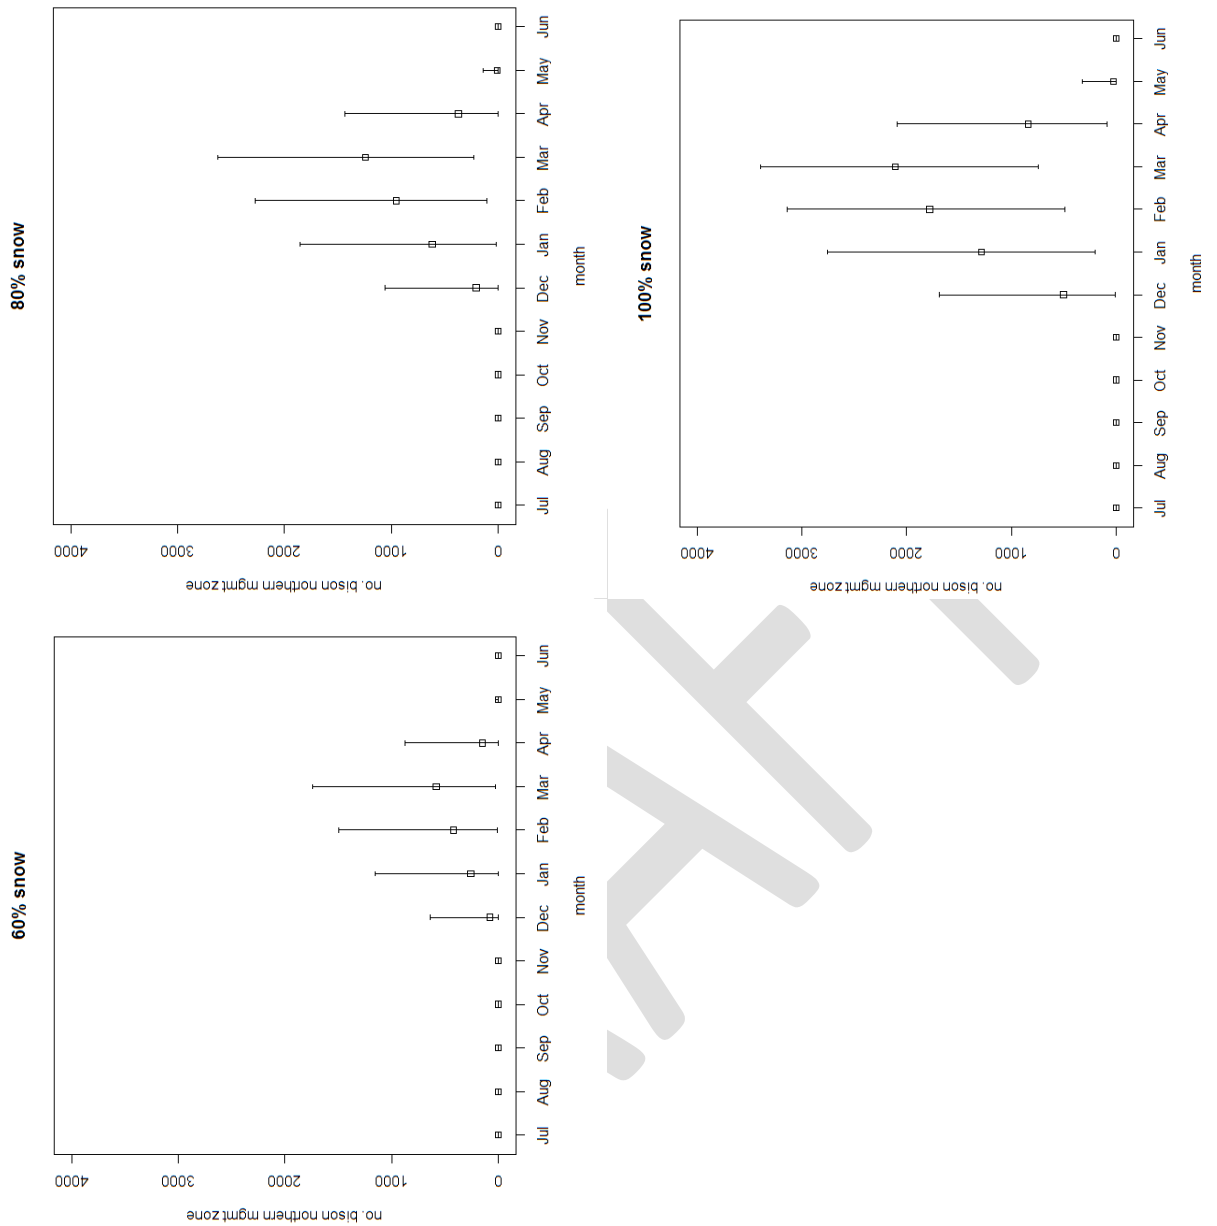 60% snow
no. bison northern mgmt zone
4000
3000
2000
1000
0
Jul Aug Sep Oct Nov Dec Jan Feb Mar Apr May Jun
month
80% snow
no. bison northern mgmt zone
4000
3000
2000
1000
0
Jul Aug Sep Oct Nov Dec Jan Feb Mar Apr May Jun
month
100% snow
no. bison northern mgmt zone
4000
3000
2000
1000
0
Jul Aug Sep Oct Nov Dec Jan Feb Mar Apr May Jun
month